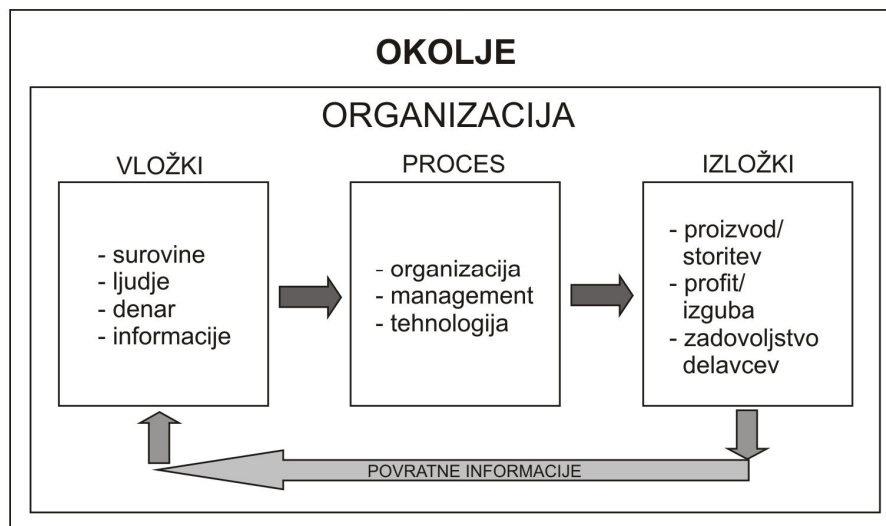 OKOLJE
ORGANIZACIJA
VLOŽKI
- surovine
- ljudje
- denar
- informacije
PROCES
- organizacija
- management
- tehnologija
IZLOŽKI
- proizvod/
storitev
- profit/
izguba
- zadovoljstvo
delavcev
POVRATNE INFORMACIJE